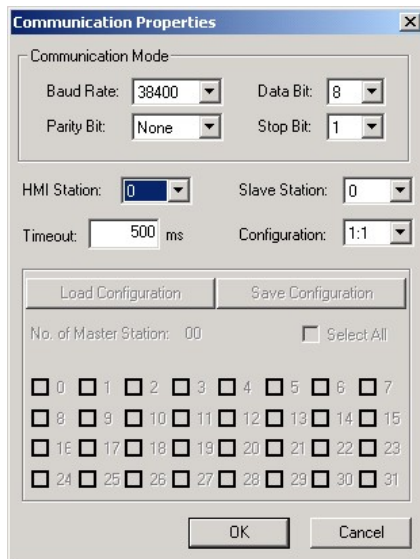 Communication Properties
Communication Mode
Baud Rate: 38400 Data Bit: 8
Parity Bit: None Stop Bit: 1
HMI Station: 0 Slave Station: 0
Timeout: 500 ms Configuration: 1:1
Load Configuration Save Configuration
No. of Master Station: 00 Select All
0 1 2 3 4 5 6 7
8 9 10 11 12 13 14 15
16 17 18 19 20 21 22 23
24 25 26 27 28 29 30 31
OK Cancel